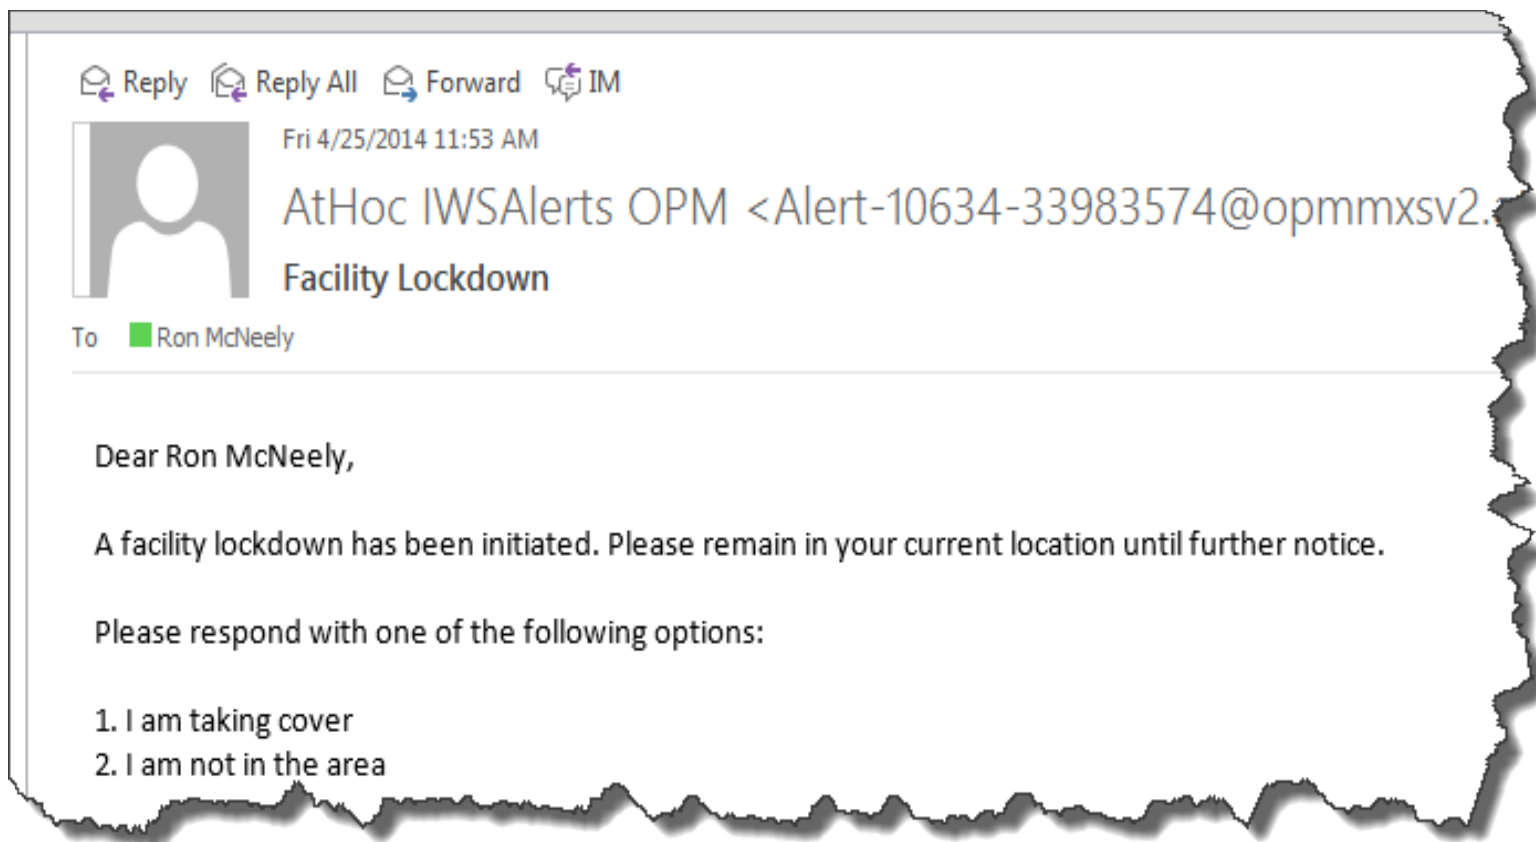 Reply Reply All Forward IM
Fri 4/25/2014 11:53 AM
AtHoc IWSAlerts OPM <Alert-10634-33983574@opmmxsv2.
Facility Lockdown
To Ron McNeely
Dear Ron McNeely,
A facility lockdown has been initiated. Please remain in your current location until further notice.
Please respond with one of the following options:
1. I am taking cover
2. I am not in the area